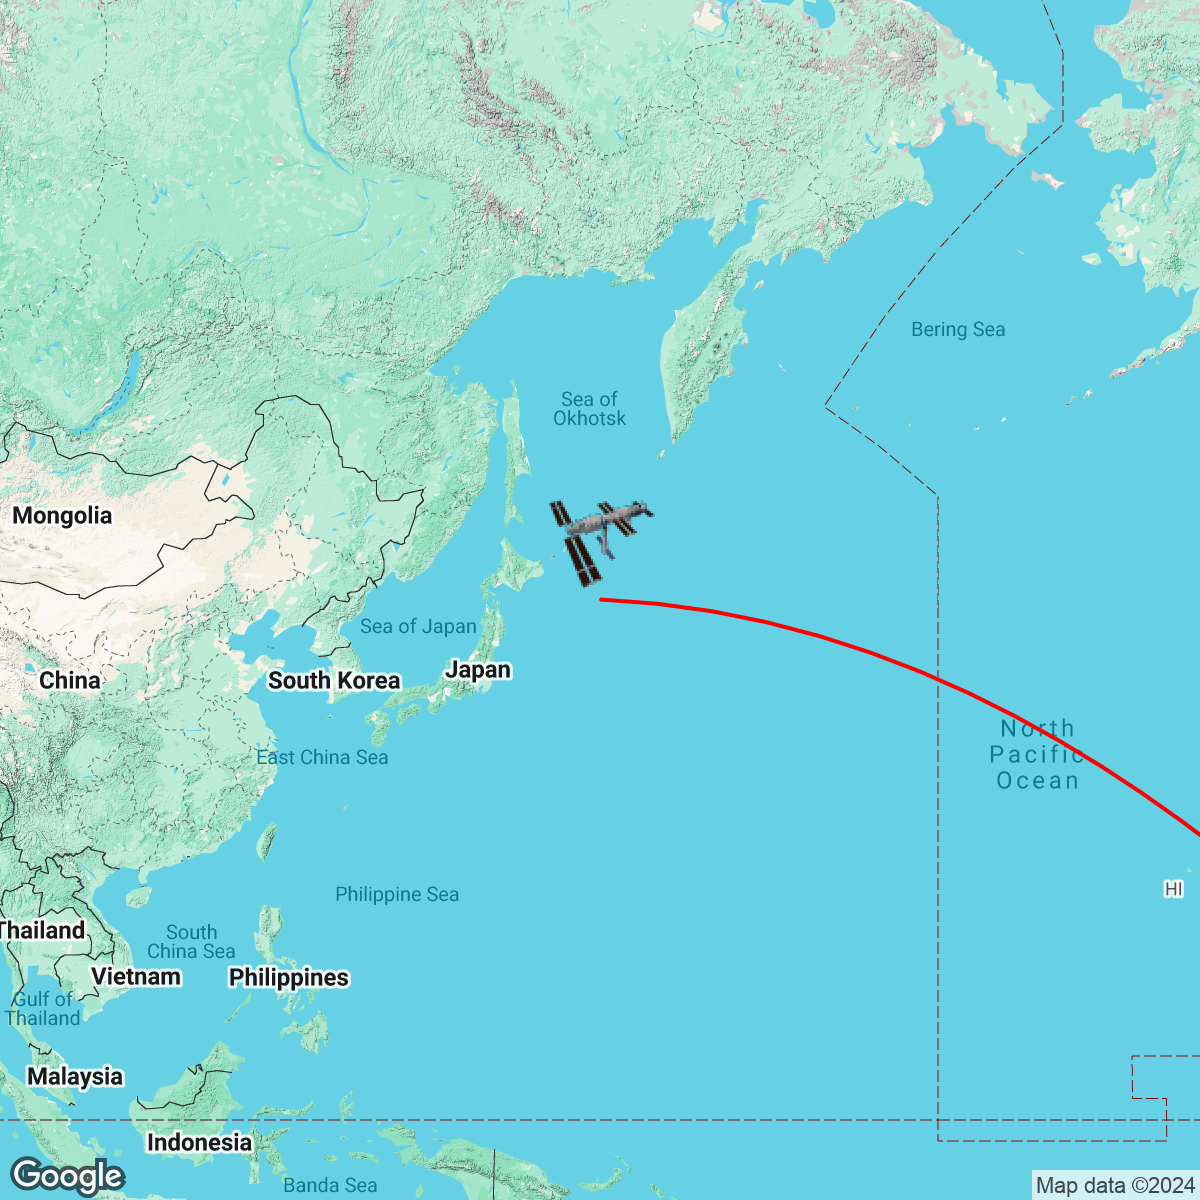 Bering Sea
Sea of
Okhotsk
Mongolia
Sea of Japan
Japan
China
South Korea
North
Pacific
Ocean
East China Sea
HI
Philippine Sea
Thailand
South
China Sea
Vietnam
Philippines
Gulf of
Thailand
Malaysia
Indonesia
Banda Sea
Google
Map data ©2024